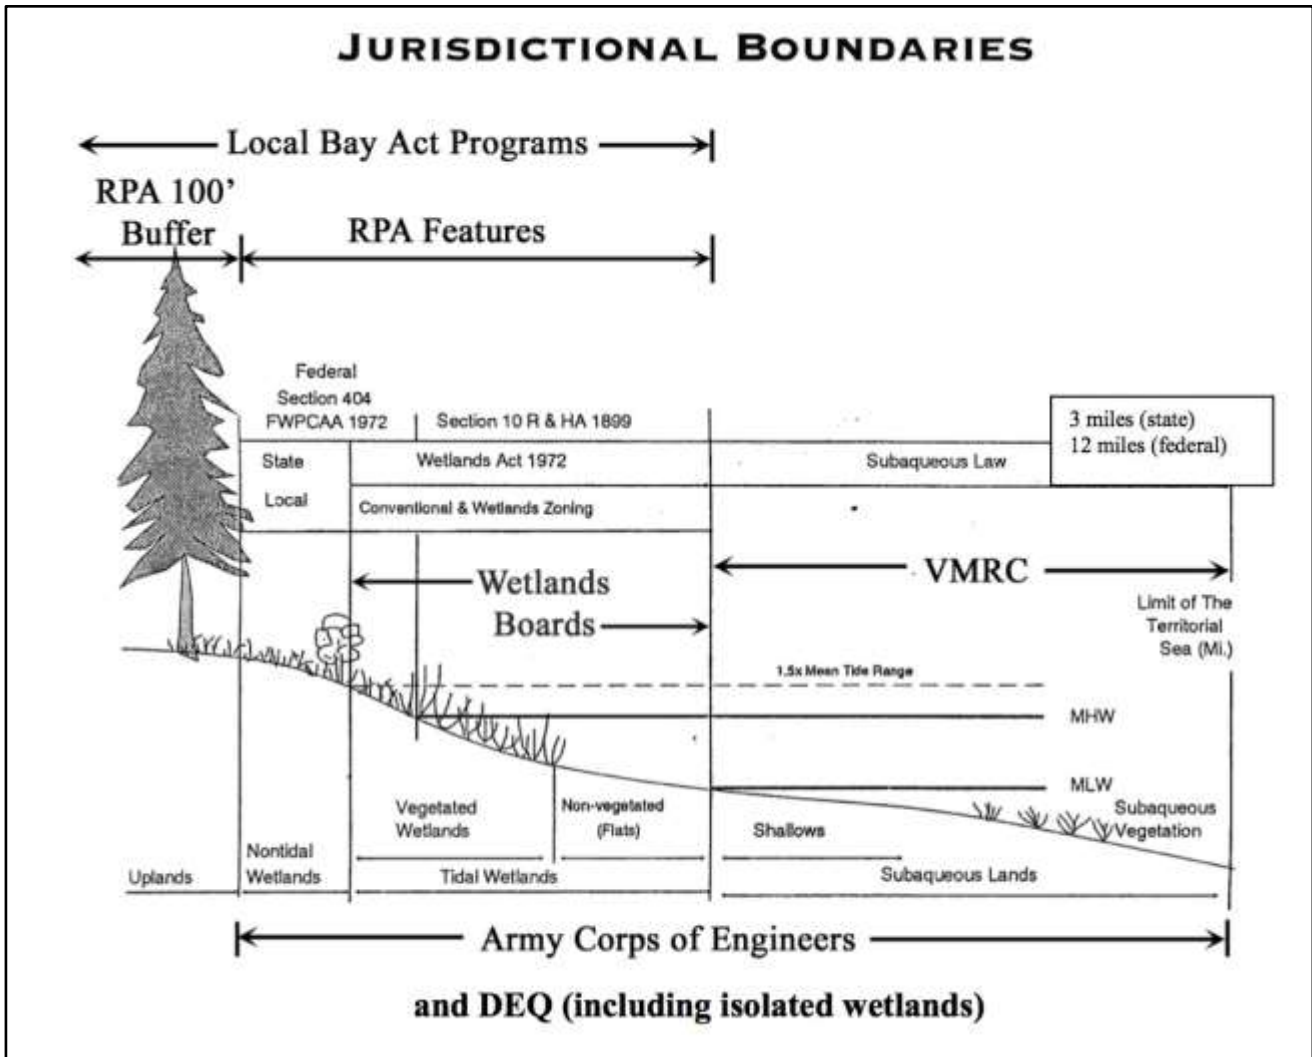 JURISDICTIONAL BOUNDARIES
Local Bay Act Programs
RPA 100’
Buffer
RPA Features
Federal
Section 404
FWPCAA 1972
Section 10 R & HA 1899
3 miles (state)
12 miles (federal)
State
Wetlands Act 1972
Subaqueous Law
Local
Conventional & Wetlands Zoning
Wetlands
Boards
VMRC
Limit of The
Territorial
Sea (Mi.)
1.5x Mean Tide Range
MHW
MLW
Vegetated
Wetlands
Non-vegetated
(Flats)
Shallows
Subaqueous
Vegetation
Uplands
Nontidal
Wetlands
Tidal Wetlands
Subaqueous Lands
Army Corps of Engineers
and DEQ (including isolated wetlands)